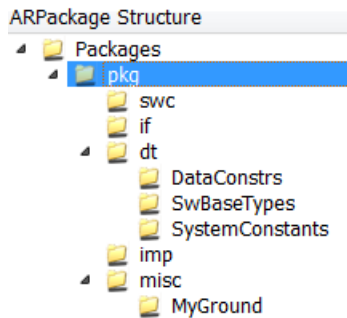 ARPackage Structure
Packages
pkg
swc
if
dt
DataConstrs
SwBaseTypes
SystemConstants
imp
misc
MyGround